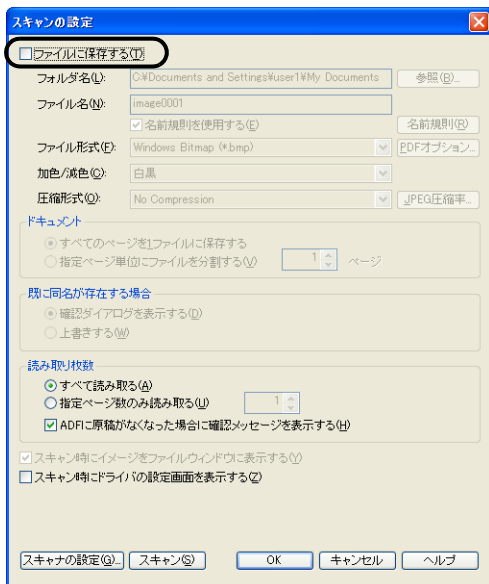 スキャンの設定
ファイルに保存する(T)
フォルダ名(L): C:¥Documents and Settings¥user1¥My Documents 参照(B)...
ファイル名(N): image0001
名前規則を使用する(E) 名前規則(R)
ファイル形式(F): Windows Bitmap (*.bmp) PDFオプション...
加色/減色(C): 白黒
圧縮形式(O): No Compression JPEG圧縮率...
ドキュメント
すべてのページを1ファイルに保存する
指定ページ単位にファイルを分割する(V) 1 ページ
既に同名が存在する場合
確認ダイアログを表示する(D)
上書きする(W)
読み取り枚数
すべて読み取る(A)
指定ページ数のみ読み取る(U) 1
ADFに原稿がなくなった場合に確認メッセージを表示する(H)
スキャン時にイメージをファイルウィンドウに表示する(Y)
スキャン時にドライバの設定画面を表示する(Z)
スキャナの設定(G)... スキャン(S) OK キャンセル ヘルプ